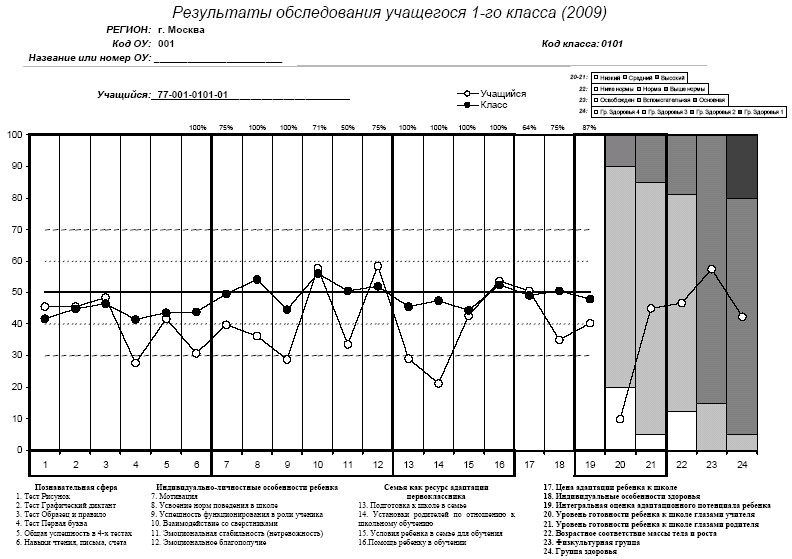 Результаты обследования учащегося 1-го класса (2009)
РЕГИОН: г. Москва
Код ОУ: 001
Код класса: 0101
Название или номер ОУ:
20-21: Низкий Средний Высокий
22: Ниже нормы Норма Выше нормы
23: Освобожден Вспомогательная Основная
24: Гр. Здоровья 4 Гр. Здоровья 3 Гр. Здоровья 2 Гр. Здоровья 1
Учащийся: 77-001-0101-01
Учащийся
Класс
100% 75% 100% 100% 71% 50% 75% 100% 100% 100% 100% 64% 75% 87%
100
90
80
70
60
50
40
30
20
10
0
1 2 3 4 5 6 7 8 9 10 11 12 13 14 15 16 17 18 19 20 21 22 23 24
Познавательная сфера
1. Тест Рисунок
2. Тест Графический диктант
3. Тест Образец и правило
4. Тест Первая буква
5. Общая успешность в 4-х тестах
6. Навыки чтения, письма, счета
Индивидуально-личностные особенности ребенка
7. Мотивация
8. Усвоение норм поведения в школе
9. Успешность функционирования в роли ученика
10. Взаимодействие со сверстниками
11. Эмоциональная стабильность (нетревожность)
12. Эмоциональное благополучие
Семья как ресурс адаптации
первоклассника
13. Подготовка к школе в семье
14. Установки родителей по отношению к
школьному обучению
15. Условия ребенка в семье для обучения
16.Помощь ребенку в обучении
17. Цена адаптации ребенка к школе
18. Индивидуальные особенности здоровья
19. Интегральная оценка адаптационного потенциала ребенка
20. Уровень готовности ребенка к школе глазами учителя
21. Уровень готовности ребенка к школе глазами родителя
22. Возрастное соответствие массы тела и роста
23. Физкультурная группа
24. Группа здоровья